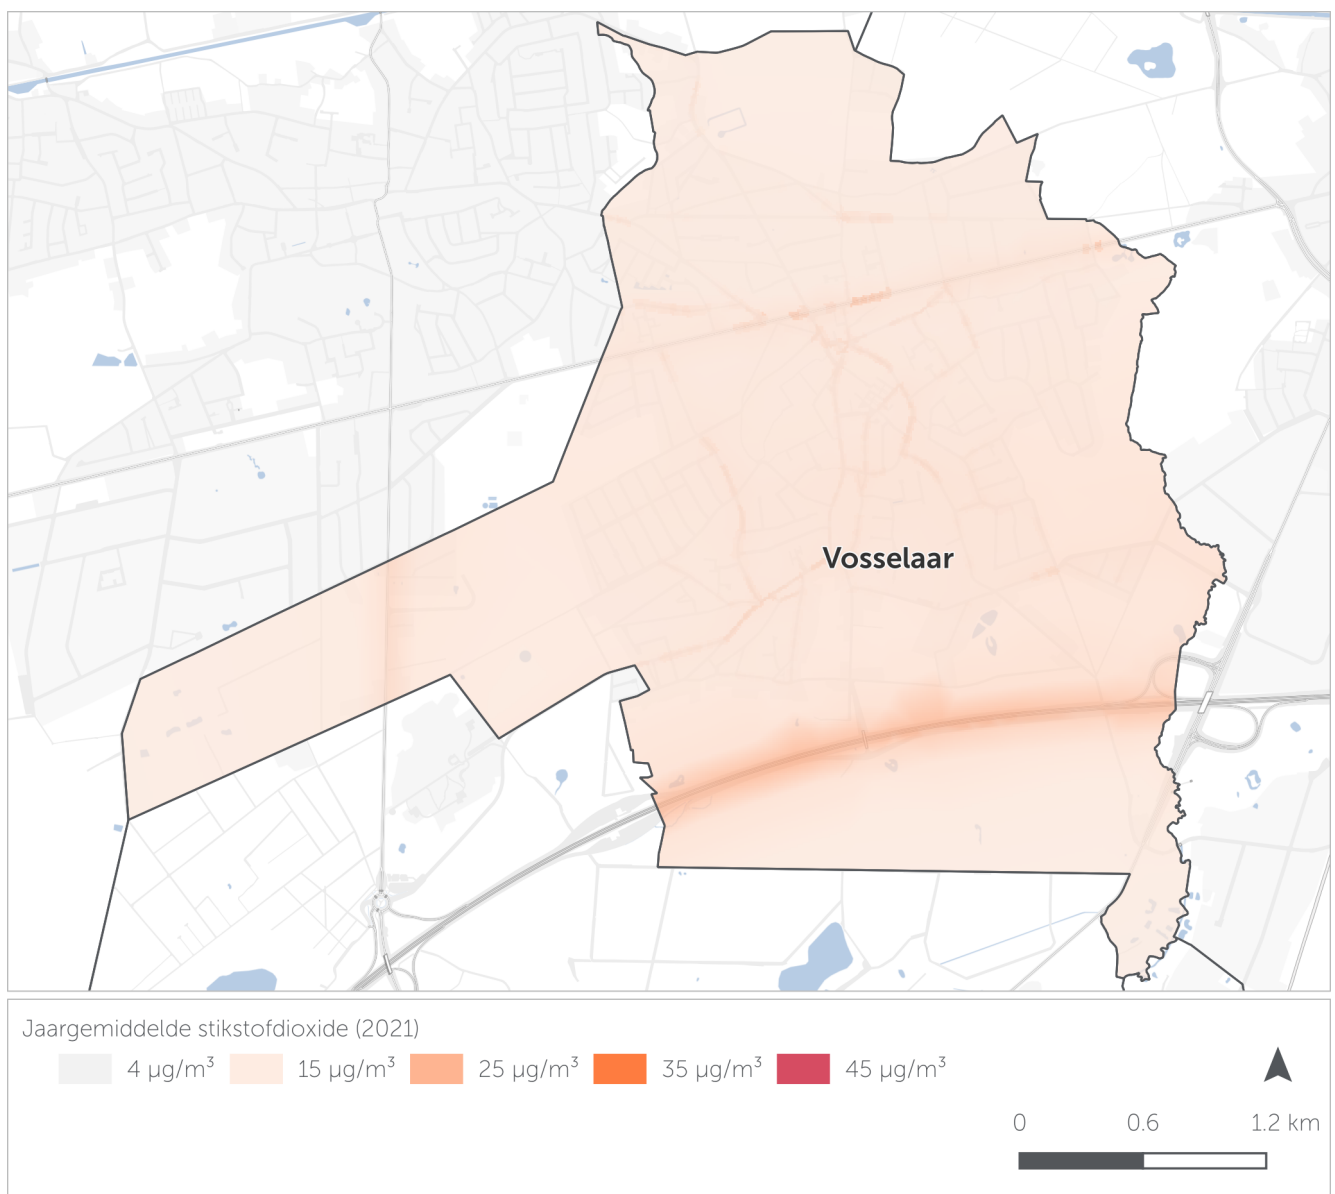 Vosselaar
Jaargemiddelde stikstofdioxide (2021)
4 µg/m³ 15 µg/m³ 25 µg/m³ 35 µg/m³ 45 µg/m³
0 0.6 1.2 km